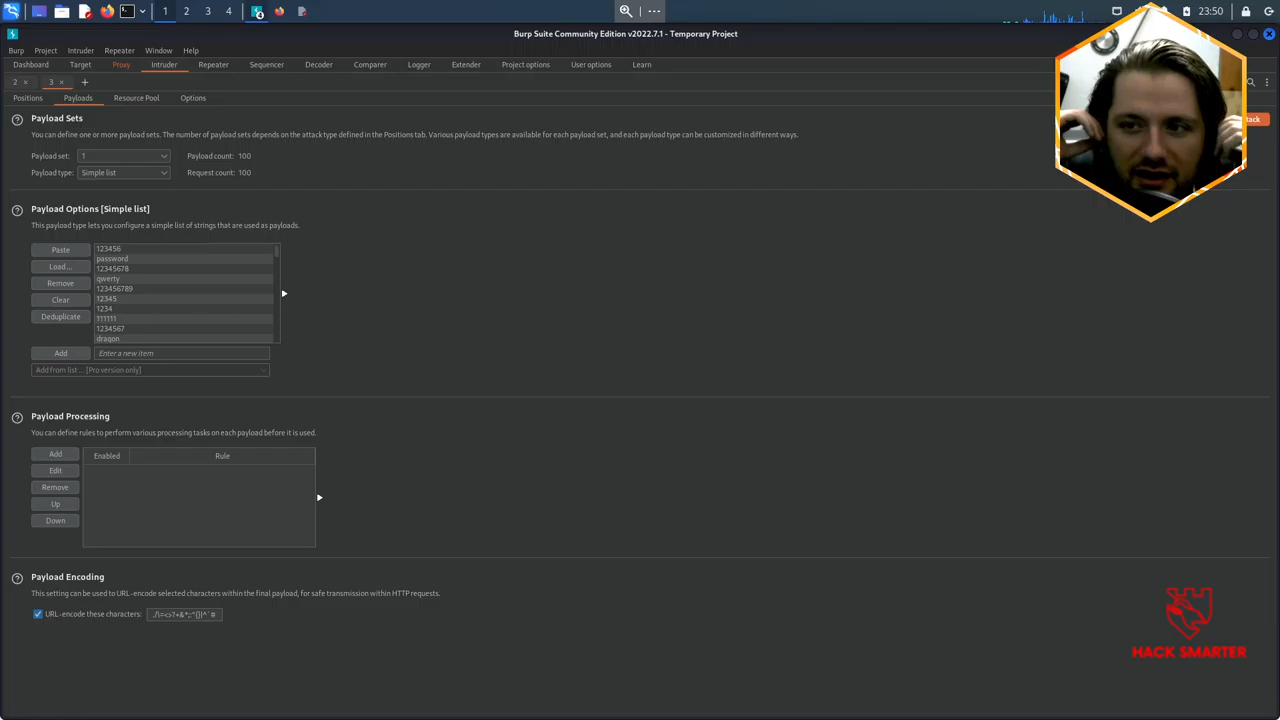 1 2 3 4 4 23:50
Burp Suite Community Edition v2022.7.1 - Temporary Project
Burp Project Intruder Repeater Window Help
Dashboard Target Proxy Intruder Repeater Sequencer Decoder Comparer Logger Extender Project options User options Learn
2 × 3 × +
Positions Payloads Resource Pool Options
Payload Sets
You can define one or more payload sets. The number of payload sets depends on the attack type defined in the Positions tab. Various payload types are available for each payload set, and each payload type can be customized in different ways.
Payload set: 1 Payload count: 100
Payload type: Simple list Request count: 100
Payload Options [Simple list]
This payload type lets you configure a simple list of strings that are used as payloads.
Paste
Load ...
Remove
Clear
Deduplicate
123456
password
12345678
qwerty
123456789
12345
1234
111111
1234567
dragon
Add Enter a new item
Add from list ... [Pro version only]
Payload Processing
You can define rules to perform various processing tasks on each payload before it is used.
Add
Edit
Remove
Up
Down
Enabled Rule
Payload Encoding
This setting can be used to URL-encode selected characters within the final payload, for safe transmission within HTTP requests.
URL-encode these characters:
HACK SMARTER